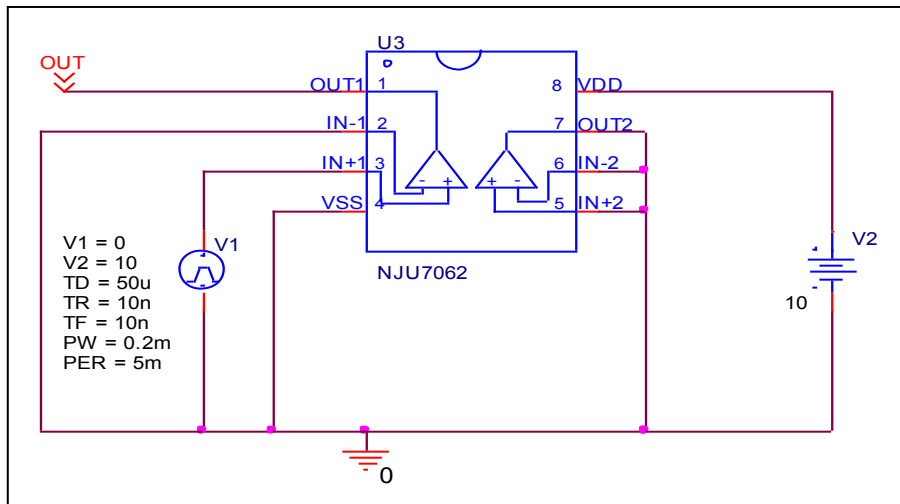 U3
OUT
OUT1 1 8 VDD
IN-1 2 7 OUT2
IN+1 3 6 IN-2
VSS 4 5 IN+2
- + + -
NJU7062
V1
V1 = 0
V2 = 10
TD = 50u
TR = 10n
TF = 10n
PW = 0.2m
PER = 5m
V2
10
0